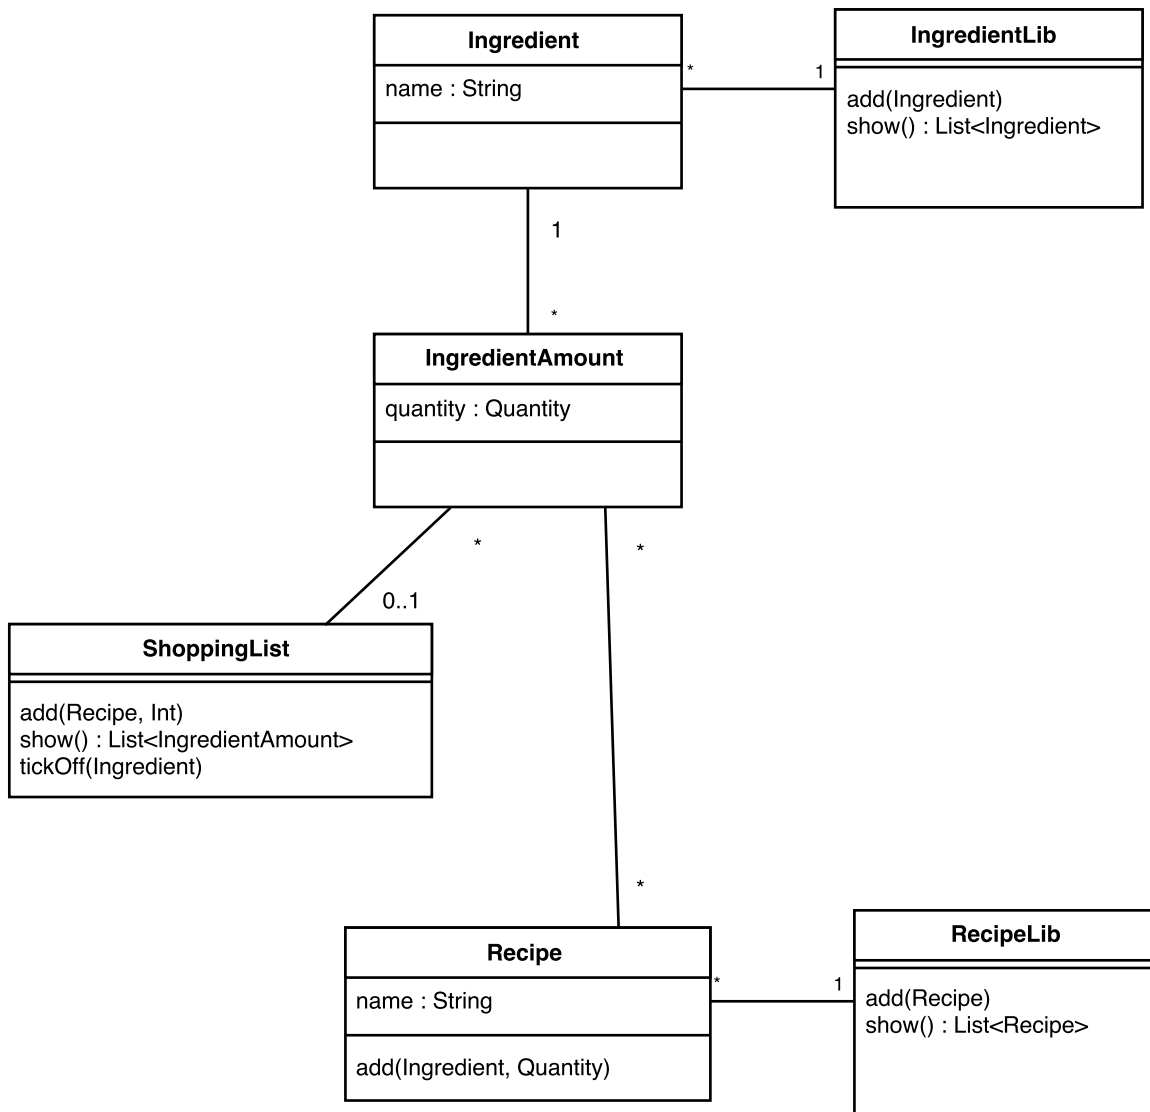 Ingredient
name : String
*
1
IngredientLib
add(Ingredient)
show() : List<Ingredient>
1
*
IngredientAmount
quantity : Quantity
*
0..1
*
ShoppingList
add(Recipe, Int)
show() : List<IngredientAmount>
tickOff(Ingredient)
*
Recipe
name : String
add(Ingredient, Quantity)
*
1
RecipeLib
add(Recipe)
show() : List<Recipe>